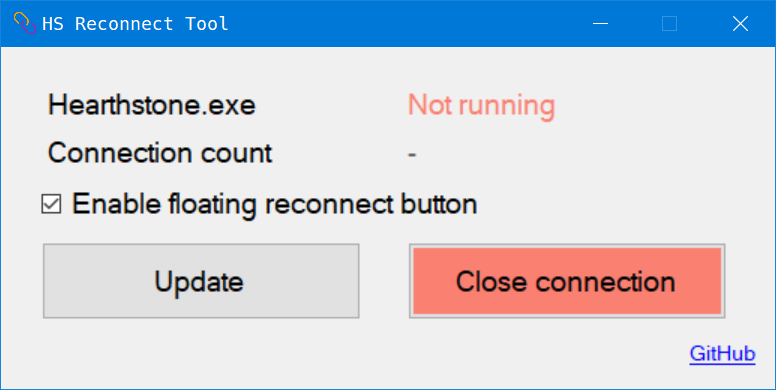 HS Reconnect Tool
Hearthstone.exe Not running
Connection count -
Enable floating reconnect button
Update Close connection
GitHub